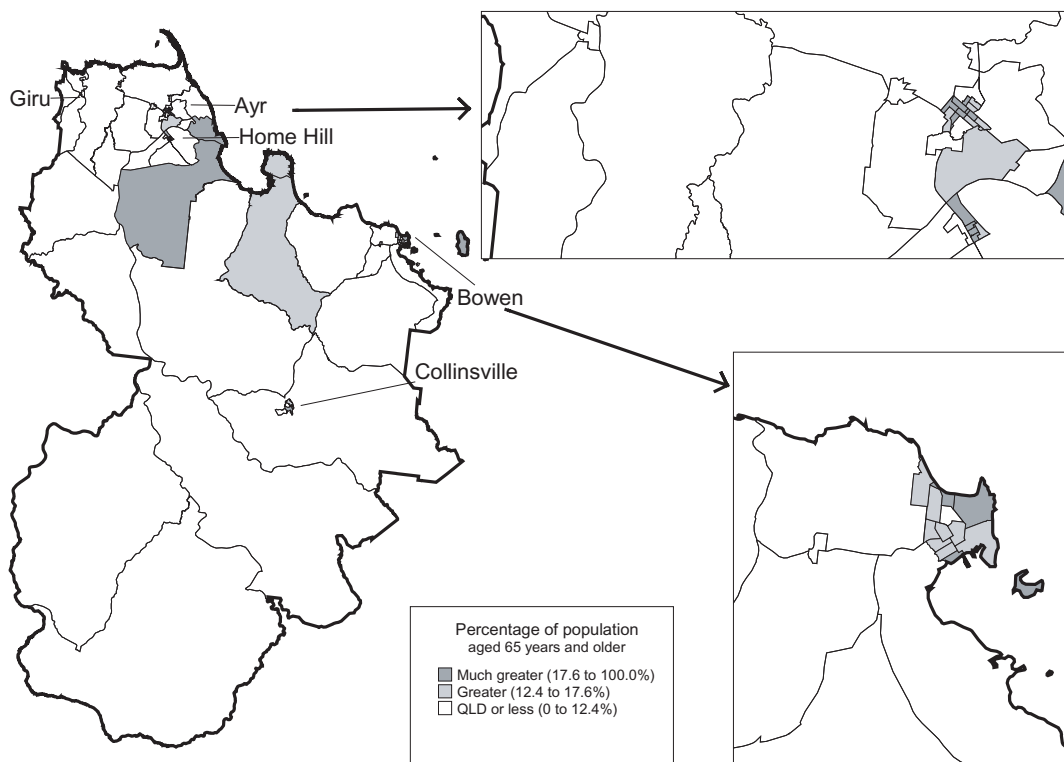 Giru
Ayr
Home Hill
Bowen
Collinsville
Percentage of population
aged 65 years and older
Much greater (17.6 to 100.0%)
Greater (12.4 to 17.6%)
QLD or less (0 to 12.4%)